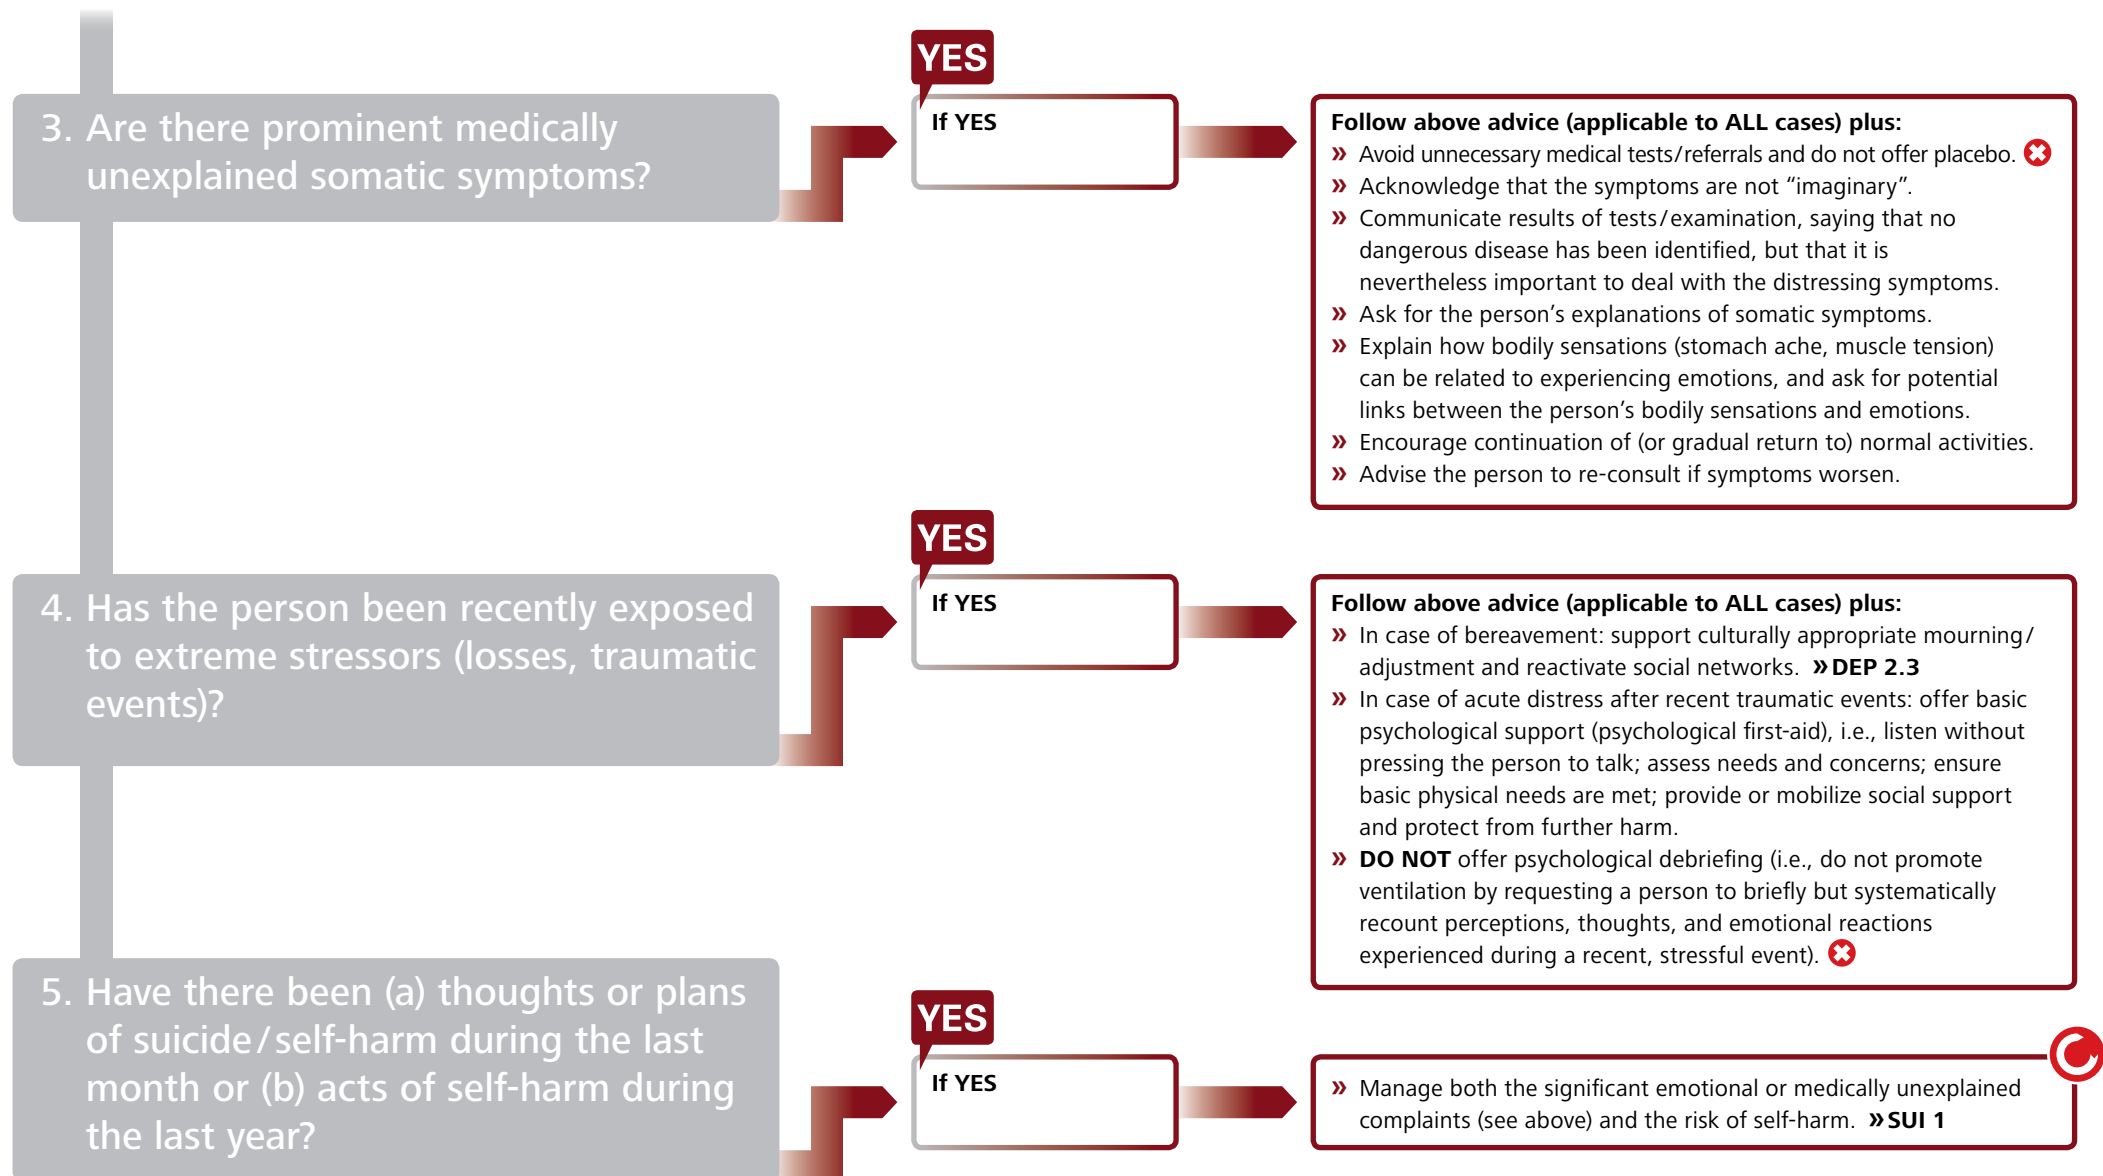 YES
3. Are there prominent medically
unexplained somatic symptoms?
If YES
Follow above advice (applicable to ALL cases) plus:
» Avoid unnecessary medical tests/referrals and do not offer placebo.
» Acknowledge that the symptoms are not “imaginary”.
» Communicate results of tests/examination, saying that no
dangerous disease has been identified, but that it is
nevertheless important to deal with the distressing symptoms.
» Ask for the person’s explanations of somatic symptoms.
» Explain how bodily sensations (stomach ache, muscle tension)
can be related to experiencing emotions, and ask for potential
links between the person’s bodily sensations and emotions.
» Encourage continuation of (or gradual return to) normal activities.
» Advise the person to re-consult if symptoms worsen.
YES
4. Has the person been recently exposed
to extreme stressors (losses, traumatic
events)?
If YES
Follow above advice (applicable to ALL cases) plus:
» In case of bereavement: support culturally appropriate mourning/
adjustment and reactivate social networks. » DEP 2.3
» In case of acute distress after recent traumatic events: offer basic
psychological support (psychological first-aid), i.e., listen without
pressing the person to talk; assess needs and concerns; ensure
basic physical needs are met; provide or mobilize social support
and protect from further harm.
» DO NOT offer psychological debriefing (i.e., do not promote
ventilation by requesting a person to briefly but systematically
recount perceptions, thoughts, and emotional reactions
experienced during a recent, stressful event).
YES
5. Have there been (a) thoughts or plans
of suicide/self-harm during the last
month or (b) acts of self-harm during
the last year?
If YES
» Manage both the significant emotional or medically unexplained
complaints (see above) and the risk of self-harm. » SUI 1